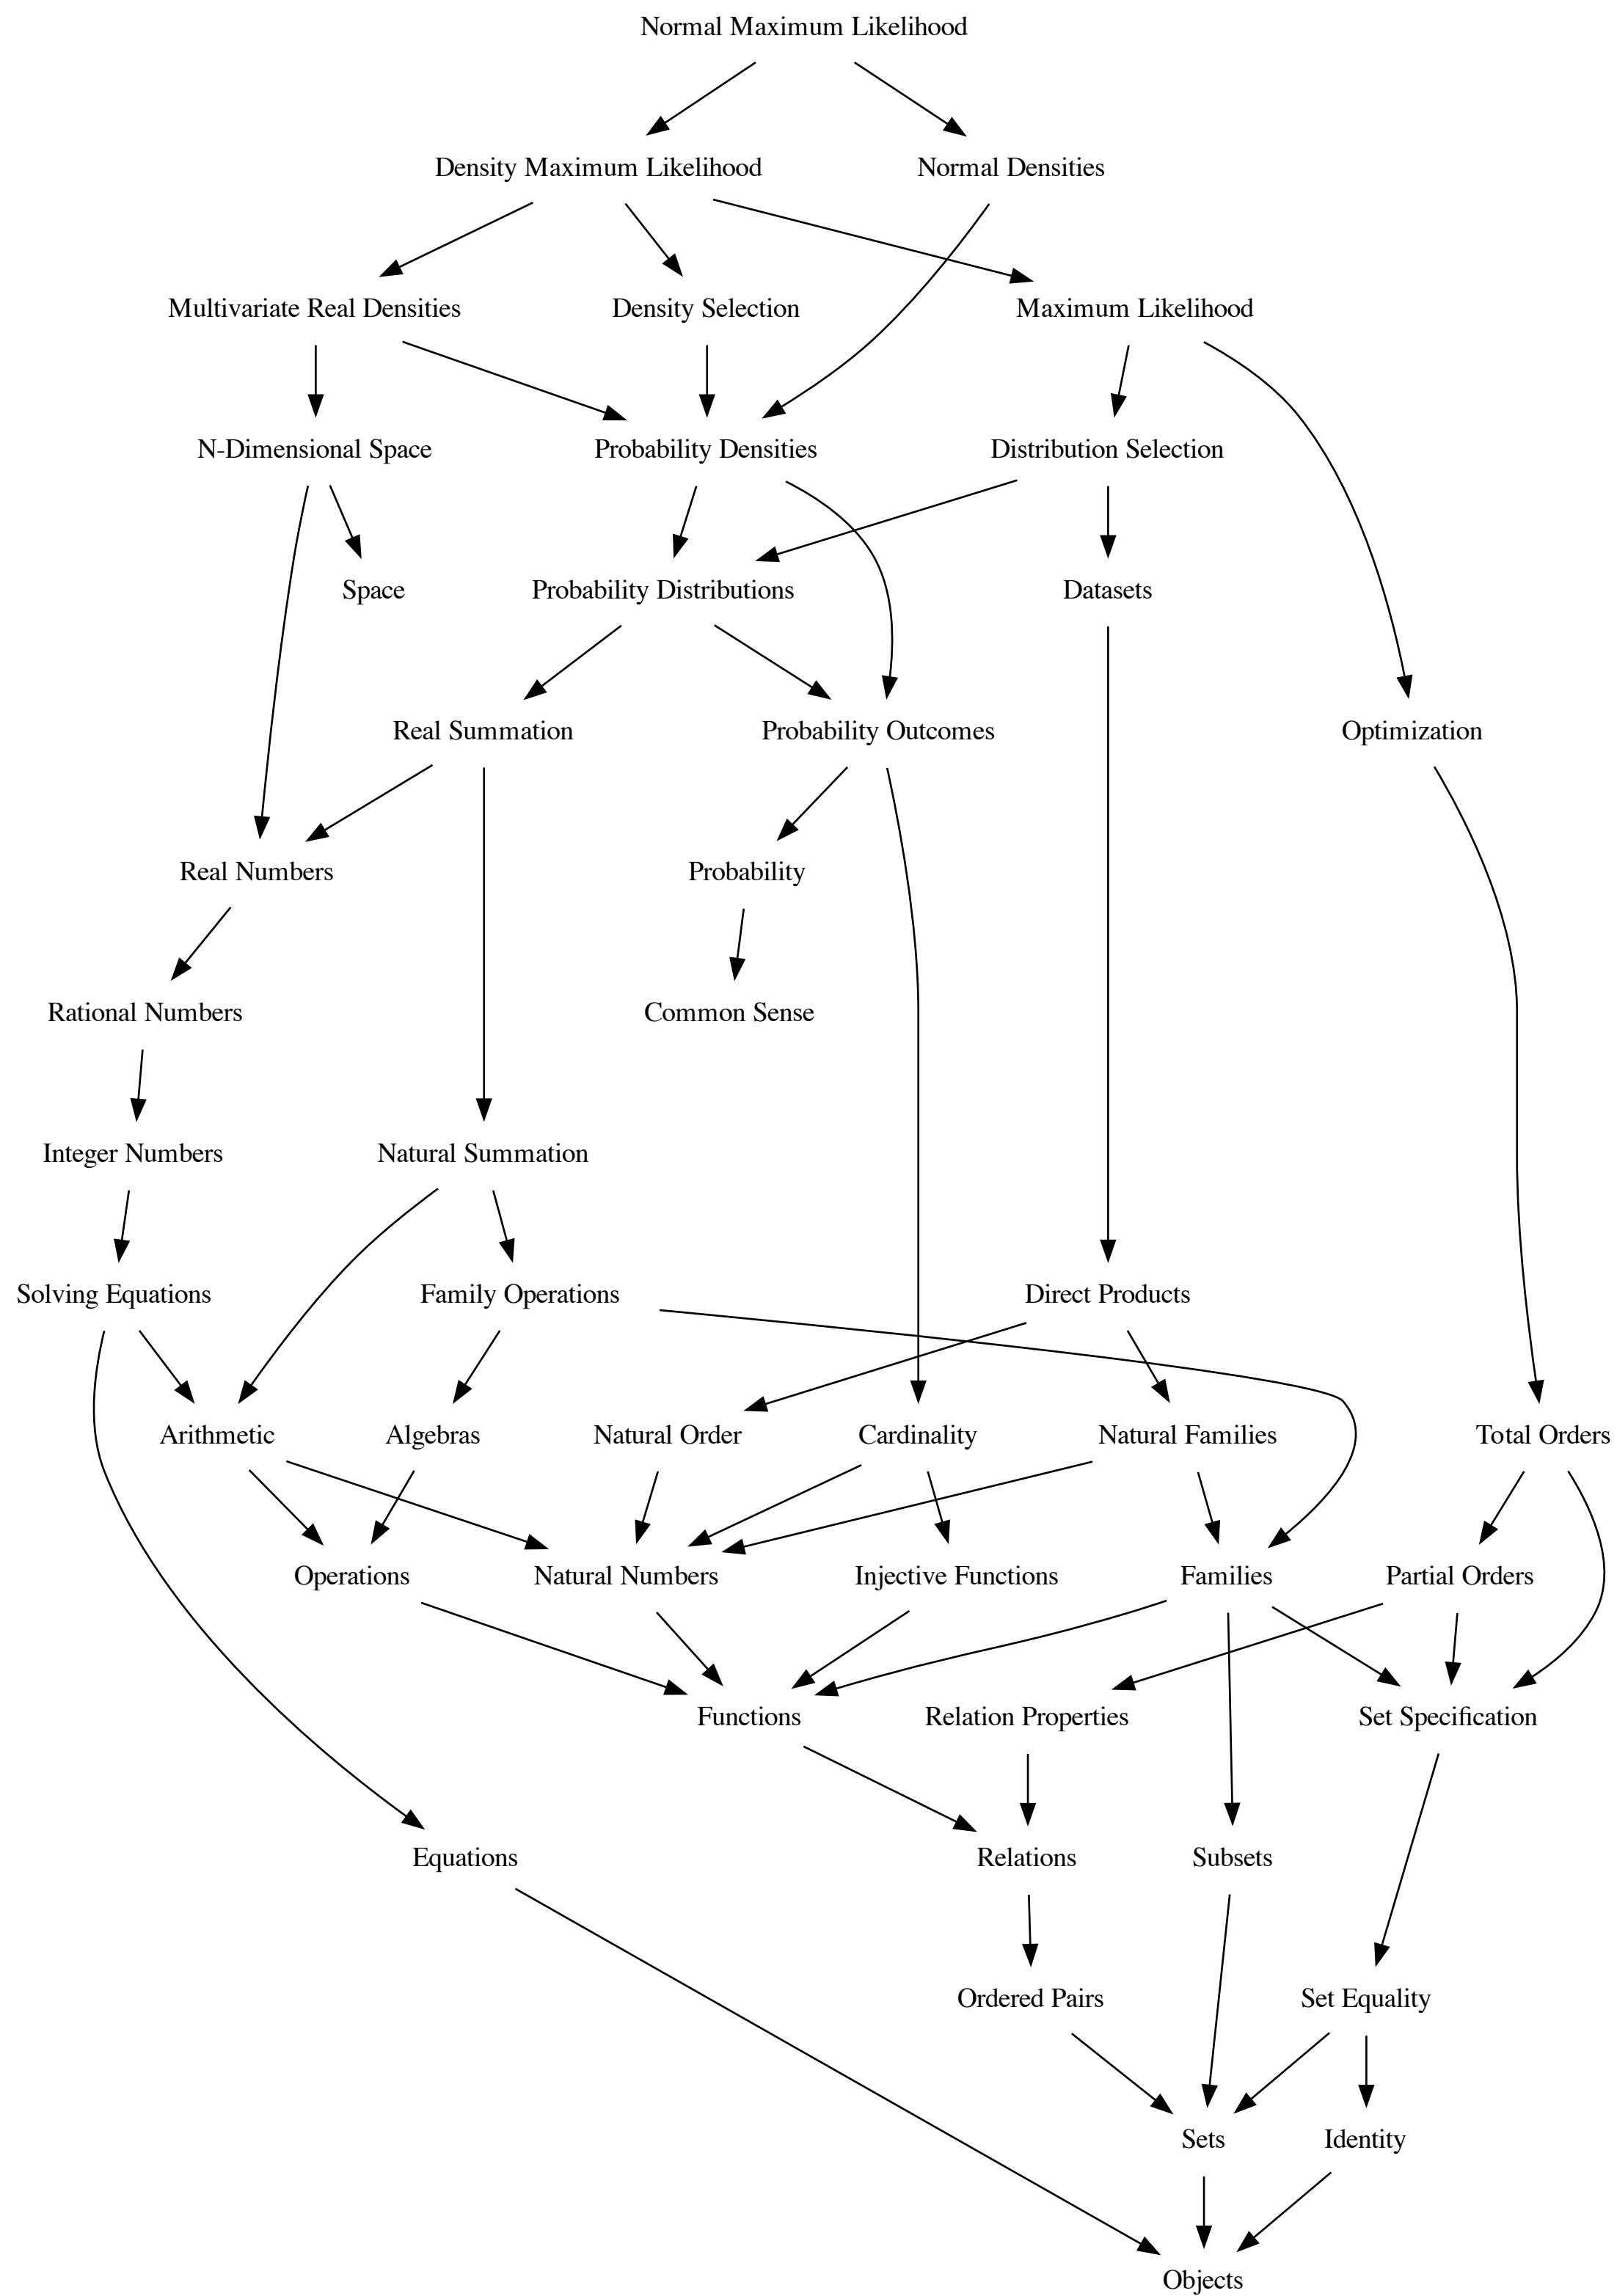 Normal Maximum Likelihood
Density Maximum Likelihood
Normal Densities
Multivariate Real Densities
Density Selection
Maximum Likelihood
N-Dimensional Space
Probability Densities
Distribution Selection
Space
Probability Distributions
Datasets
Real Summation
Probability Outcomes
Optimization
Real Numbers
Probability
Rational Numbers
Common Sense
Integer Numbers
Natural Summation
Solving Equations
Family Operations
Direct Products
Arithmetic
Algebras
Natural Order
Cardinality
Natural Families
Total Orders
Operations
Natural Numbers
Injective Functions
Families
Partial Orders
Functions
Relation Properties
Set Specification
Equations
Relations
Subsets
Ordered Pairs
Set Equality
Sets
Identity
Objects